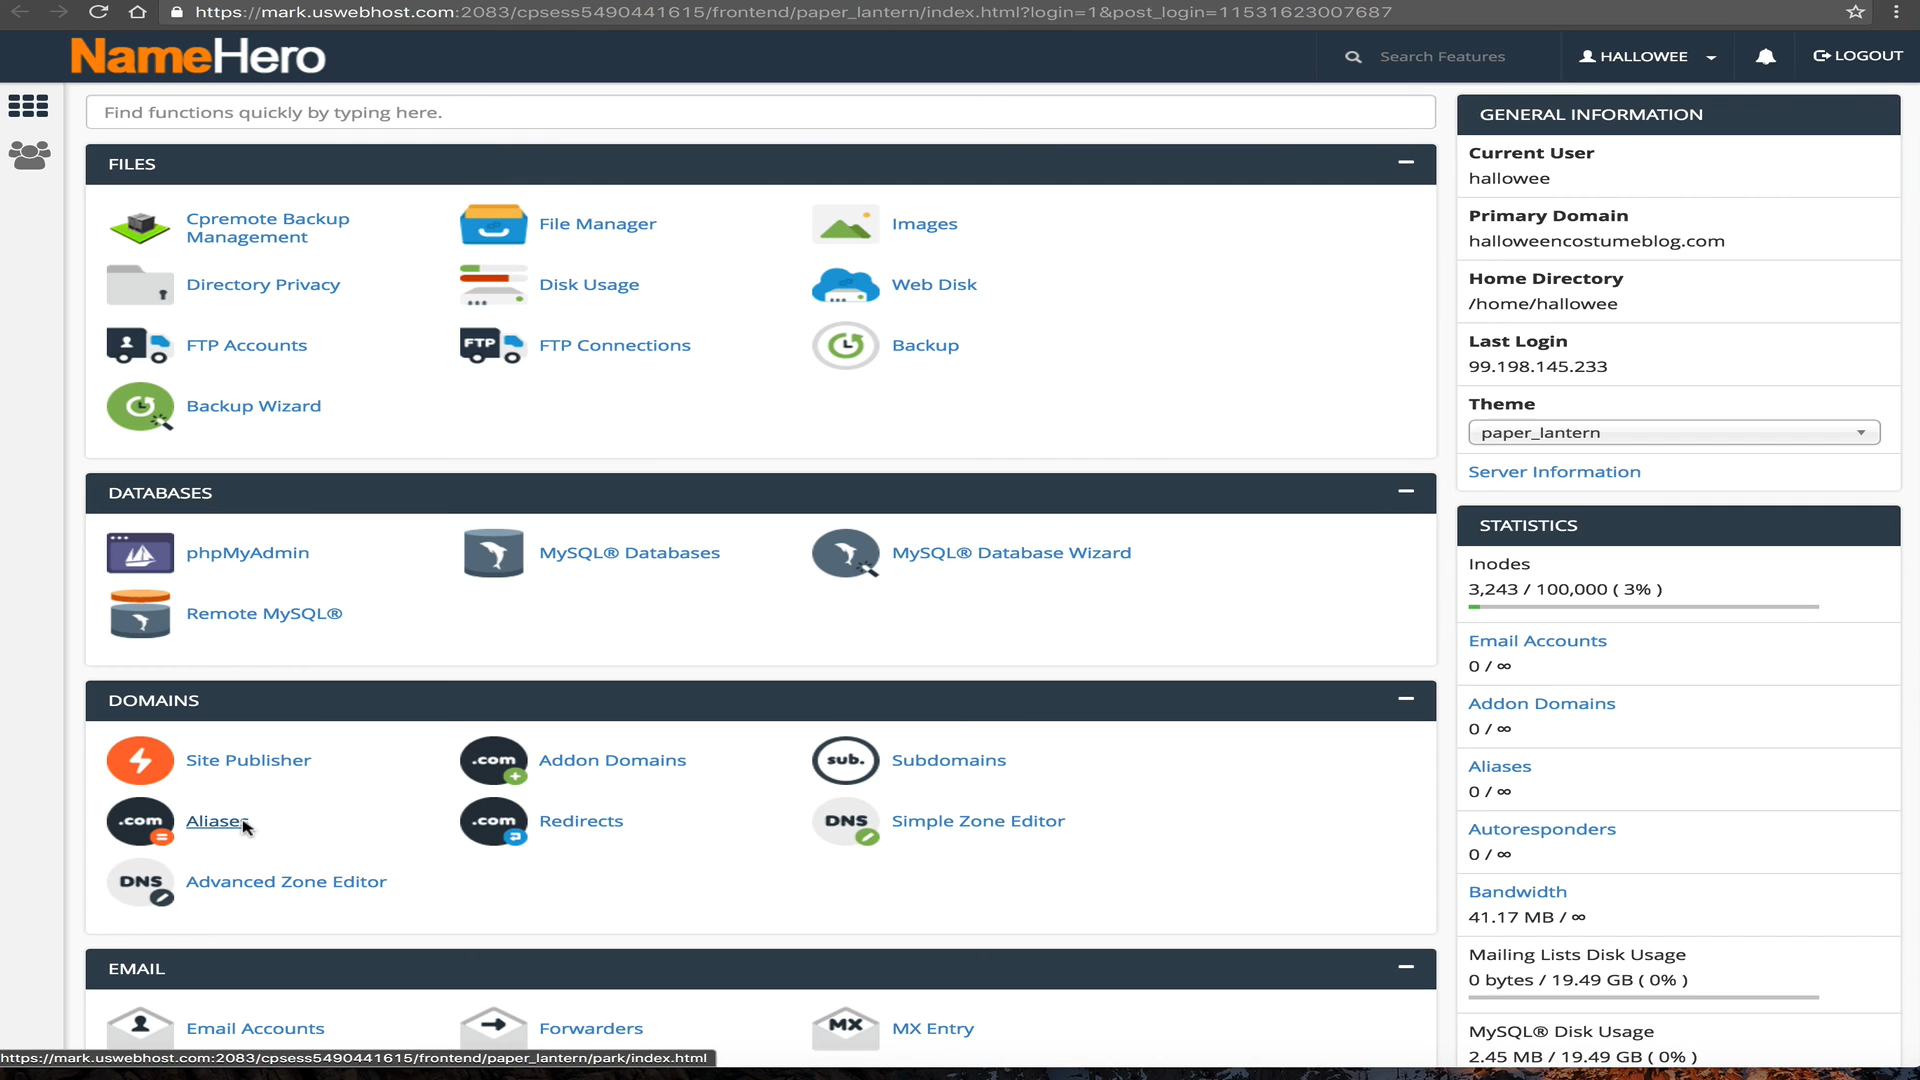 https://mark.uswebhost.com:2083/cpsess5490441615/frontend/paper_lantern/index.html?login=1&post_login=11531623007687
NameHero
Search Features
HALLOWEE
LOGOUT
Find functions quickly by typing here.
FILES
Cpremote Backup
Management
File Manager
Images
Directory Privacy
Disk Usage
Web Disk
FTP Accounts
FTP
FTP Connections
Backup
Backup Wizard
DATABASES
phpMyAdmin
MySQL® Databases
MySQL® Database Wizard
Remote MySQL®
DOMAINS
Site Publisher
.com
Addon Domains
sub.
Subdomains
.com
Aliases
.com
Redirects
DNS
Simple Zone Editor
DNS
Advanced Zone Editor
EMAIL
Email Accounts
Forwarders
MX
MX Entry
https://mark.uswebhost.com:2083/cpsess5490441615/frontend/paper_lantern/park/index.html
GENERAL INFORMATION
Current User
hallowee
Primary Domain
halloweencostumeblog.com
Home Directory
/home/hallowee
Last Login
99.198.145.233
Theme
paper_lantern
Server Information
STATISTICS
Inodes
3,243 / 100,000 ( 3% )
Email Accounts
0 / ∞
Addon Domains
0 / ∞
Aliases
0 / ∞
Autoresponders
0 / ∞
Bandwidth
41.17 MB / ∞
Mailing Lists Disk Usage
0 bytes / 19.49 GB ( 0% )
MySQL® Disk Usage
2.45 MB / 19.49 GB ( 0% )